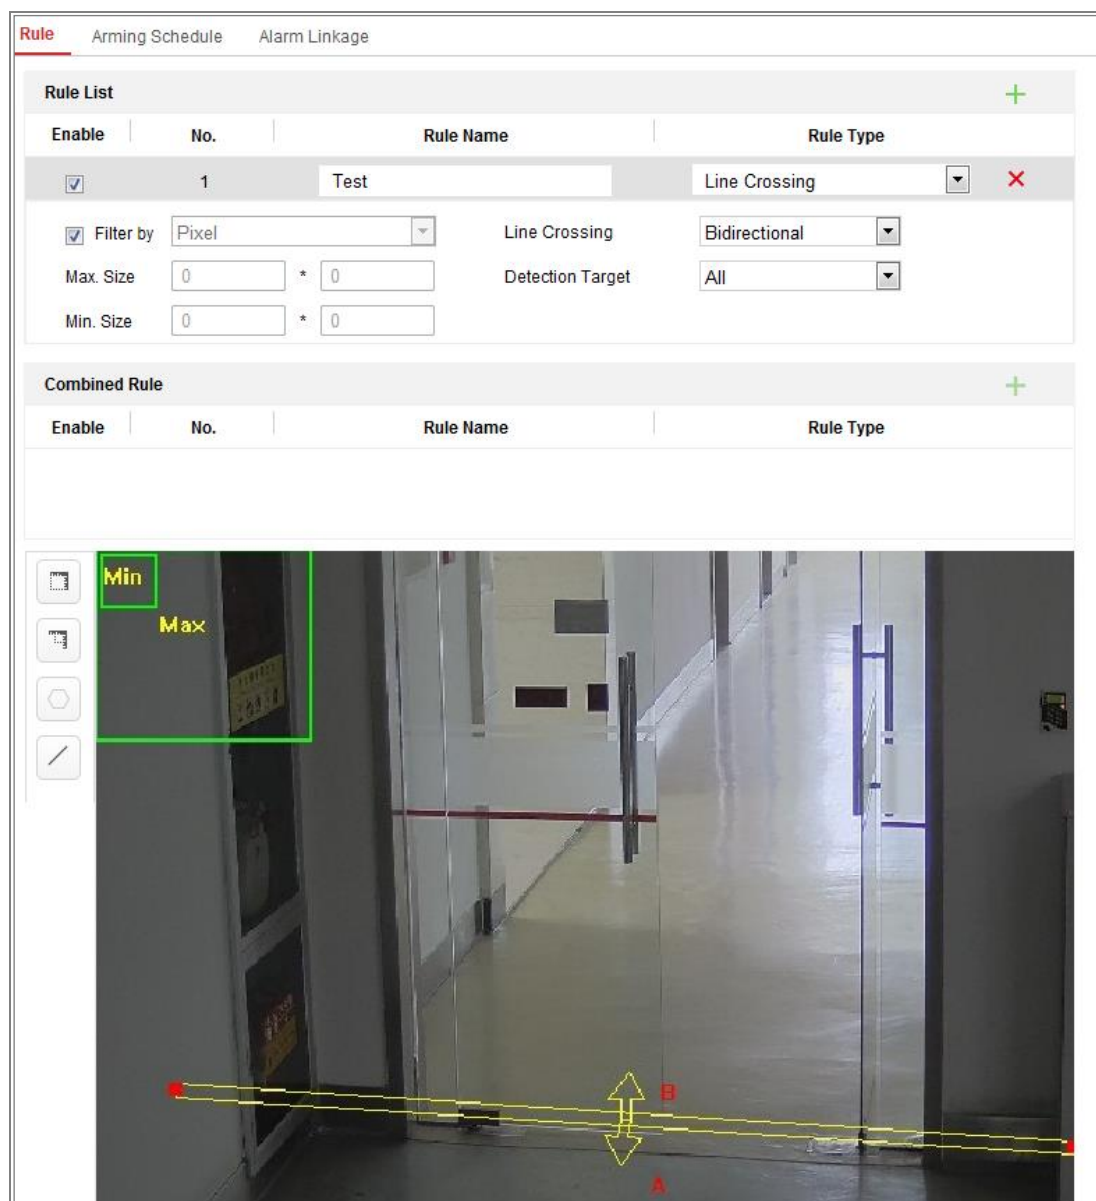 Rule Arming Schedule Alarm Linkage
Rule List
Enable No. Rule Name Rule Type
1 Test Line Crossing
Filter by Pixel Line Crossing Bidirectional
Max. Size 0 * 0 Detection Target All
Min. Size 0 * 0
Combined Rule
Enable No. Rule Name Rule Type
Min
Max
B
A